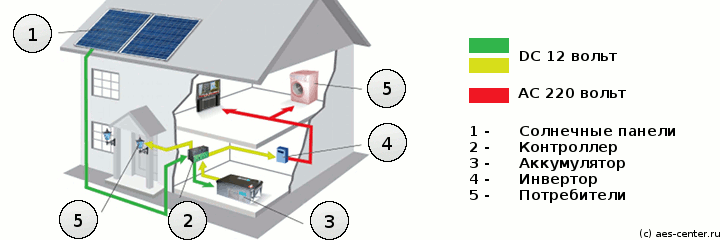 1
5
4
5
2
3
DC 12 вольт
AC 220 вольт
1 - Солнечные панели
2 - Контроллер
3 - Аккумулятор
4 - Инвертор
5 - Потребители
(c) aes-center.ru